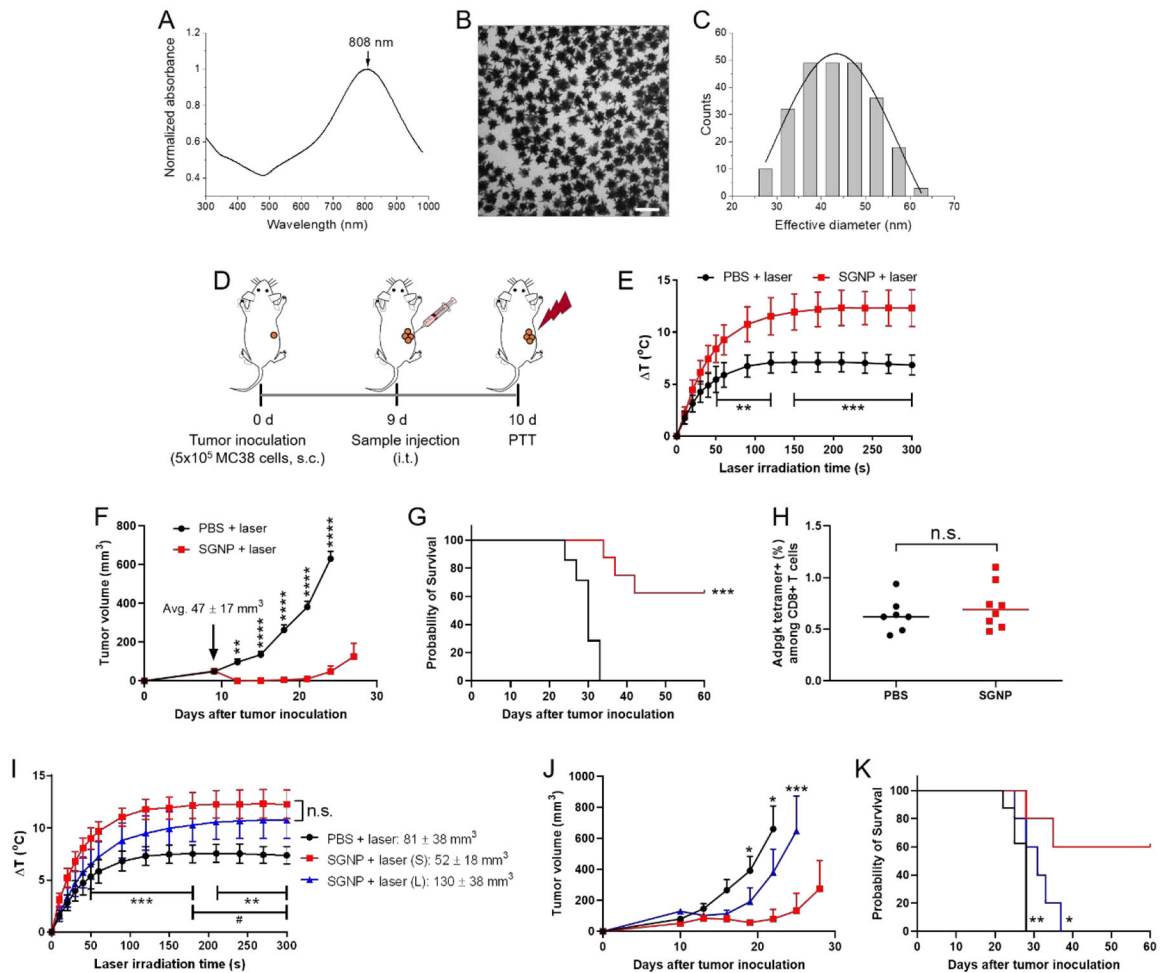 A
808 nm
Normalized absorbance
1.2
1
0.8
0.6
0.4
300 400 500 600 700 800 900 1000
Wavelength (nm)
B
C
Counts
60
50
40
30
20
10
0
20 30 40 50 60 70
Effective diameter (nm)
D
0 d 9 d 10 d
Tumor inoculation Sample injection PTT
(5x10⁵ MC38 cells, s.c.) (i.t.)
E
PBS + laser SGNP + laser
ΔT (°C)
15
10
5
0
** ***
0 50 100 150 200 250 300
Laser irradiation time (s)
F
PBS + laser
SGNP + laser
Avg. 47 ± 17 mm³
Tumor volume (mm³)
800
600
400
200
0
** **** **** **** ****
0 10 20 30
Days after tumor inoculation
G
Probability of Survival
100
80
60
40
20
0
***
0 10 20 30 40 50 60
Days after tumor inoculation
H
n.s.
Adpgk tetramer+ (%)
among CD8+ T cells
1.5
1.0
0.5
0.0
PBS SGNP
I
ΔT (°C)
15
10
5
0
n.s.
PBS + laser: 81 ± 38 mm³
SGNP + laser (S): 52 ± 18 mm³
SGNP + laser (L): 130 ± 38 mm³
*** **
#
0 50 100 150 200 250 300
Laser irradiation time (s)
J
Tumor volume (mm³)
1000
800
600
400
200
0
* * ***
0 10 20 30
Days after tumor inoculation
K
Probability of Survival
100
80
60
40
20
0
** *
0 10 20 30 40 50 60
Days after tumor inoculation